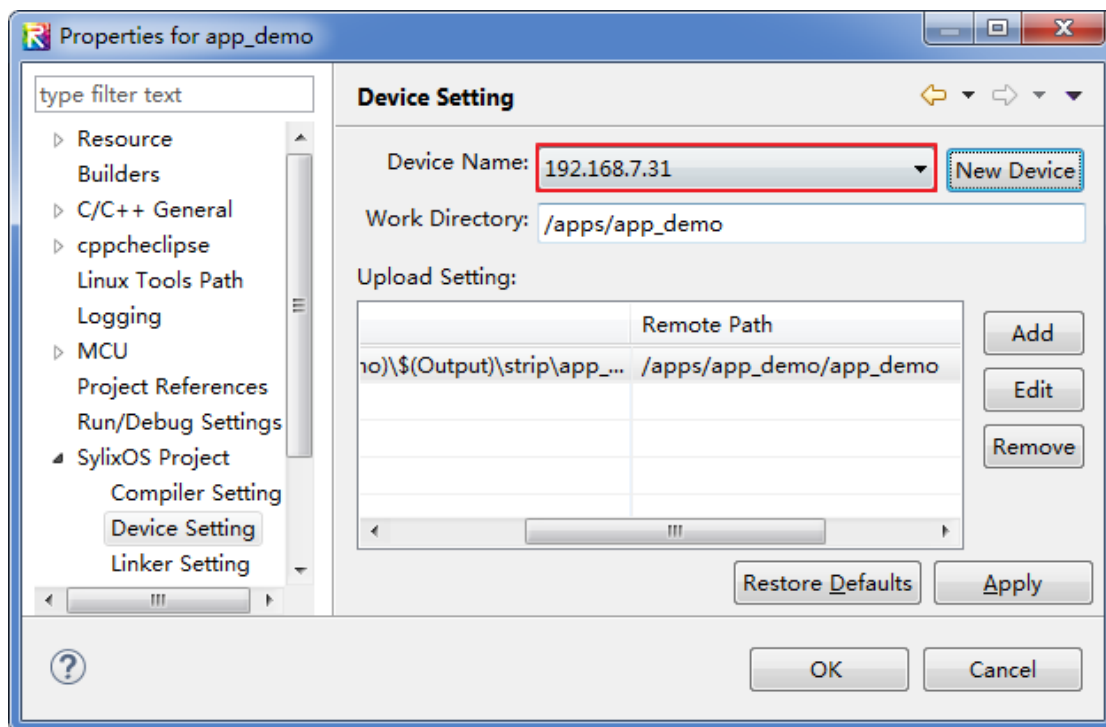 Properties for app_demo
type filter text
Resource
Builders
C/C++ General
cppcheclipse
Linux Tools Path
Logging
MCU
Project References
Run/Debug Settings
SylixOS Project
Compiler Setting
Device Setting
Linker Setting
Device Setting
Device Name: 192.168.7.31 New Device
Work Directory: /apps/app_demo
Upload Setting:
Remote Path
no)\$(Output)\strip\app_... /apps/app_demo/app_demo
Add
Edit
Remove
Restore Defaults Apply
OK Cancel